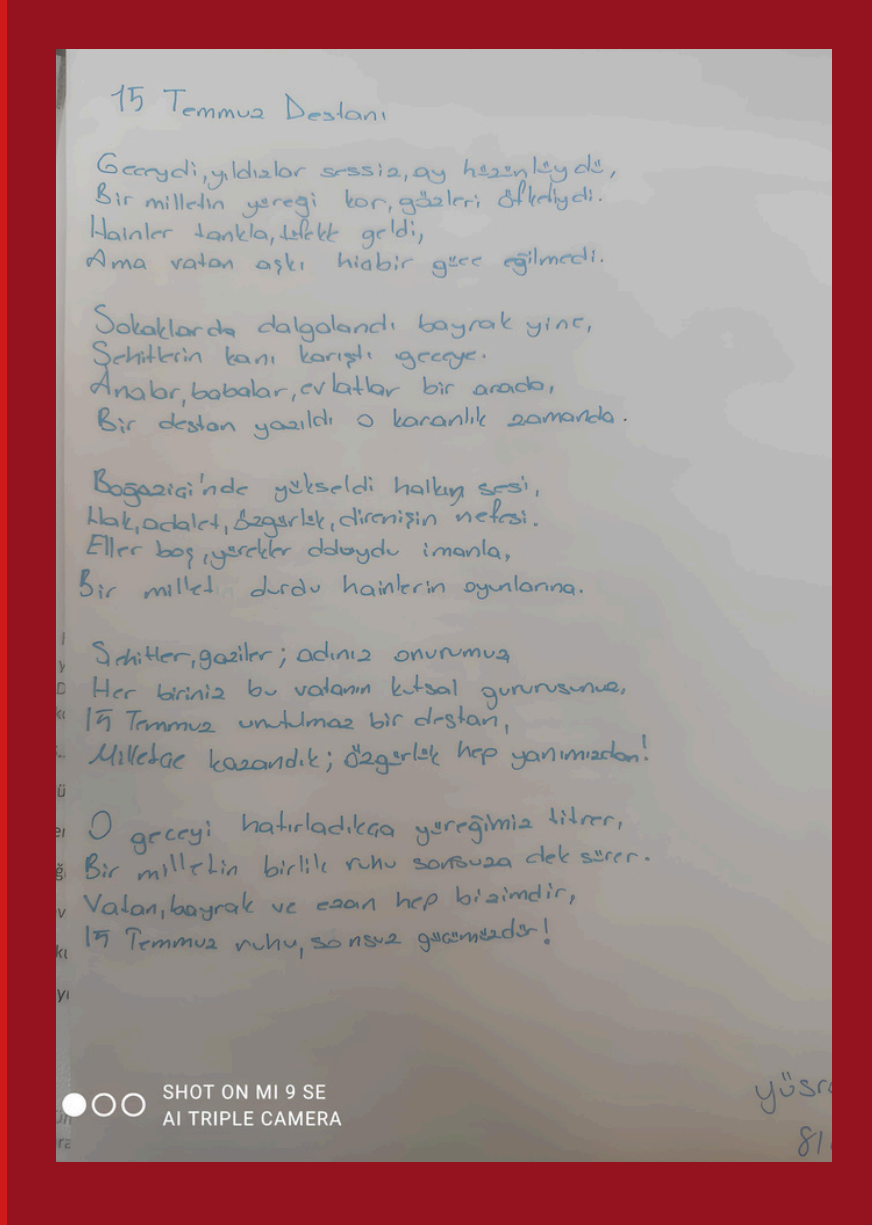 15 Temmuz Destanı
Geceydi, yıldızlar sessiz, ay hüzünlüydü,
Bir milletin yüreği kor, gözleri öfkeliydi.
Hainler tankla, tüfekle geldi,
Ama vatan aşkı hiçbir güce eğilmedi.
Sokaklarda dalgalandı bayrak yine,
Şehitlerin kanı karıştı geceye.
Analar, babalar, evlatlar bir arada,
Bir destan yazıldı o karanlık zamanda.
Boğaziçi'nde yükseldi halkın sesi,
Hak, adalet, özgürlük, direnişin nefesi.
Eller boş, yürekler doluydu imanla,
Bir millet durdu hainlerin oyunlarına.
Şehitler, gaziler; adınız onurumuz
Her biriniz bu vatanın kutsal gururusunuz,
15 Temmuz unutulmaz bir destan,
Milletçe kazandık; özgürlük hep yanımızdan!
O geceyi hatırladıkça yüreğimiz titrer,
Bir milletin birlik ruhu sonsuza dek sürer.
Vatan, bayrak ve ezan hep bizimdir,
15 Temmuz ruhu, sonsuz gücümüzdür!
SHOT ON MI 9 SE
AI TRIPLE CAMERA